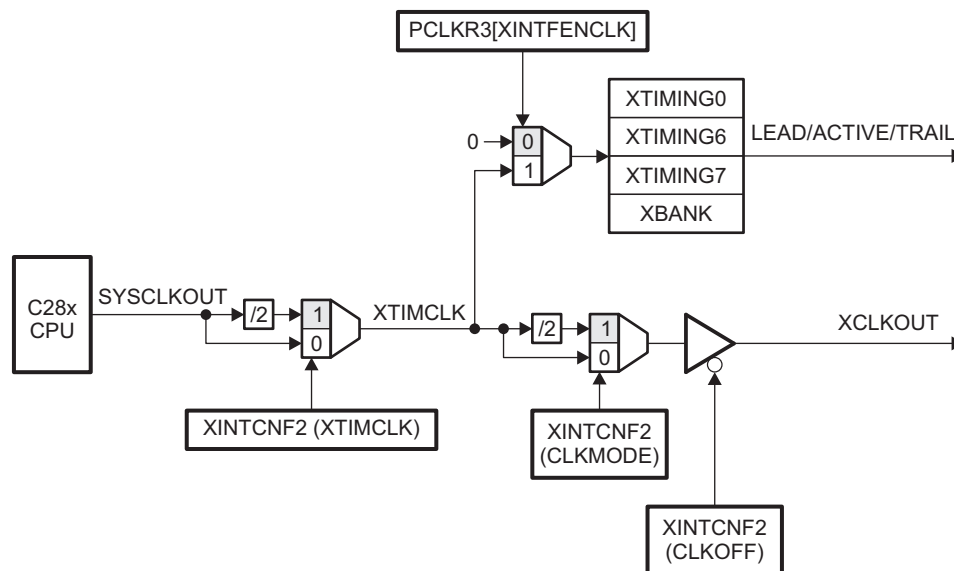 PCLKR3[XINTFENCLK]
XTIMING0
0
0
XTIMING6
LEAD/ACTIVE/TRAIL
1
XTIMING7
XBANK
C28x
CPU
SYSCLKOUT
/2
1
0
XTIMCLK
/2
1
0
XCLKOUT
XINTCNF2 (XTIMCLK)
XINTCNF2
(CLKMODE)
XINTCNF2
(CLKOFF)